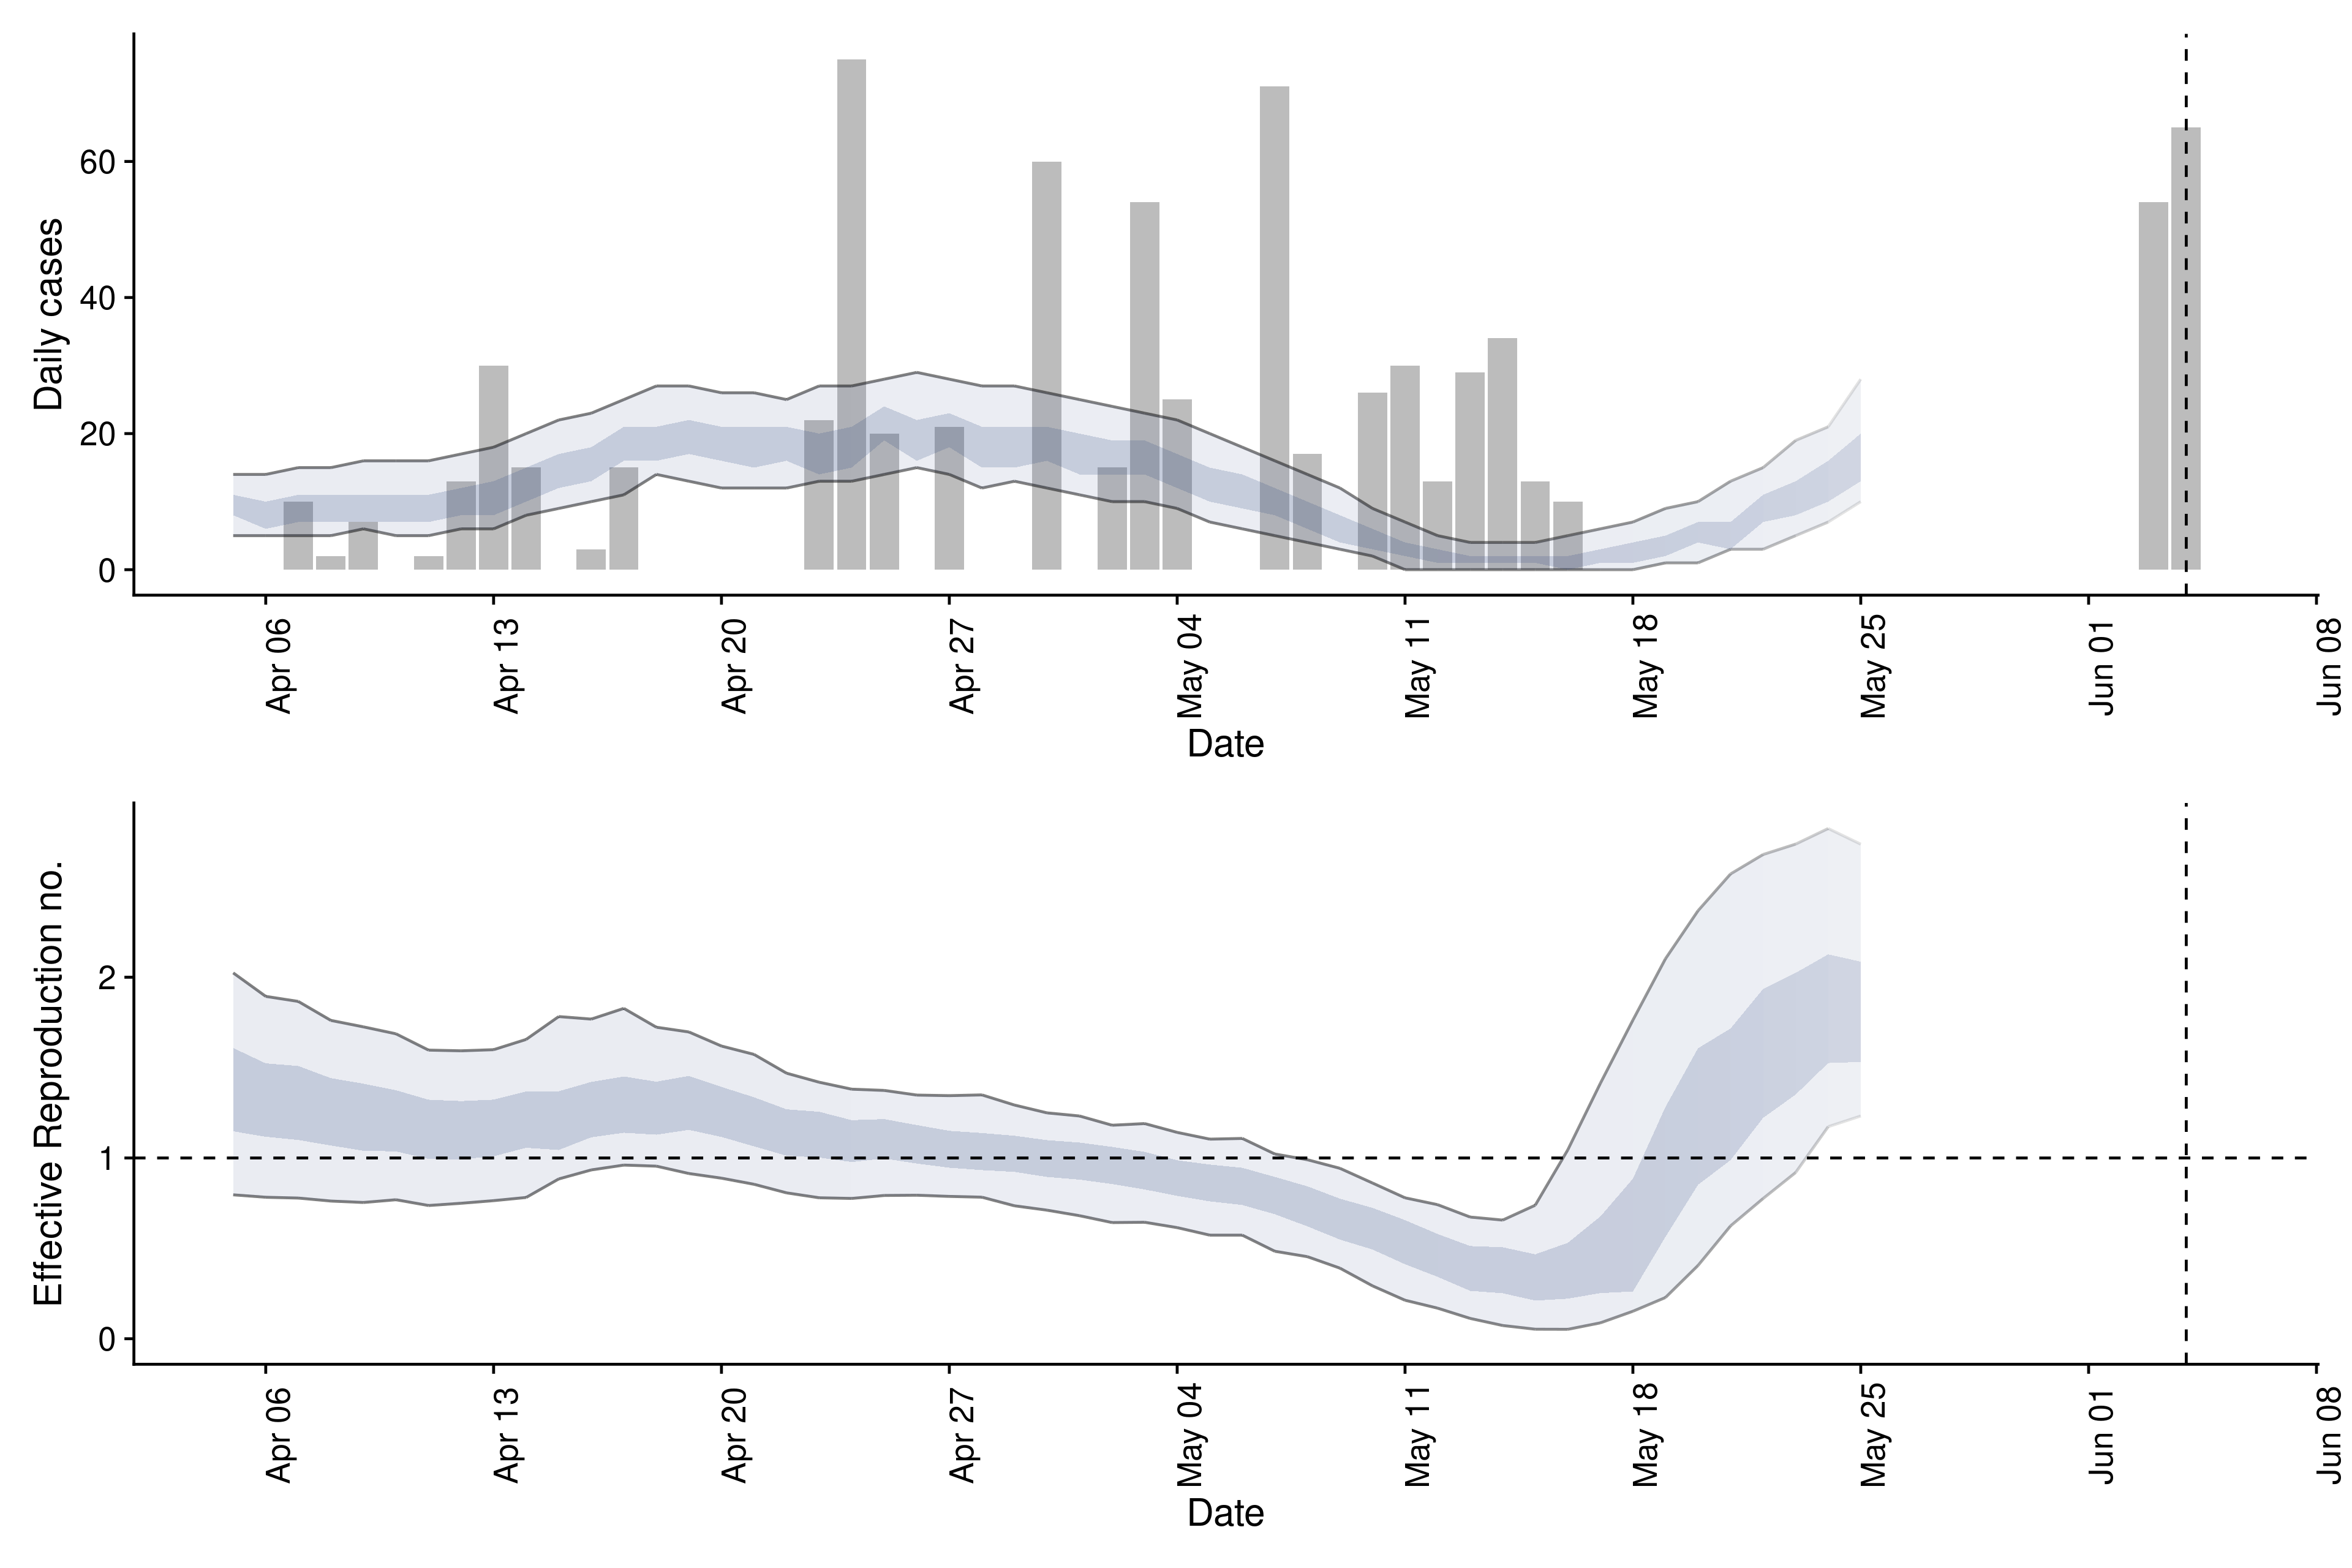 Daily cases
60
40
20
0
Apr 06
Apr 13
Apr 20
Apr 27
May 04
May 11
May 18
May 25
Jun 01
Jun 08
Date
Effective Reproduction no.
2
1
0
Apr 06
Apr 13
Apr 20
Apr 27
May 04
May 11
May 18
May 25
Jun 01
Jun 08
Date